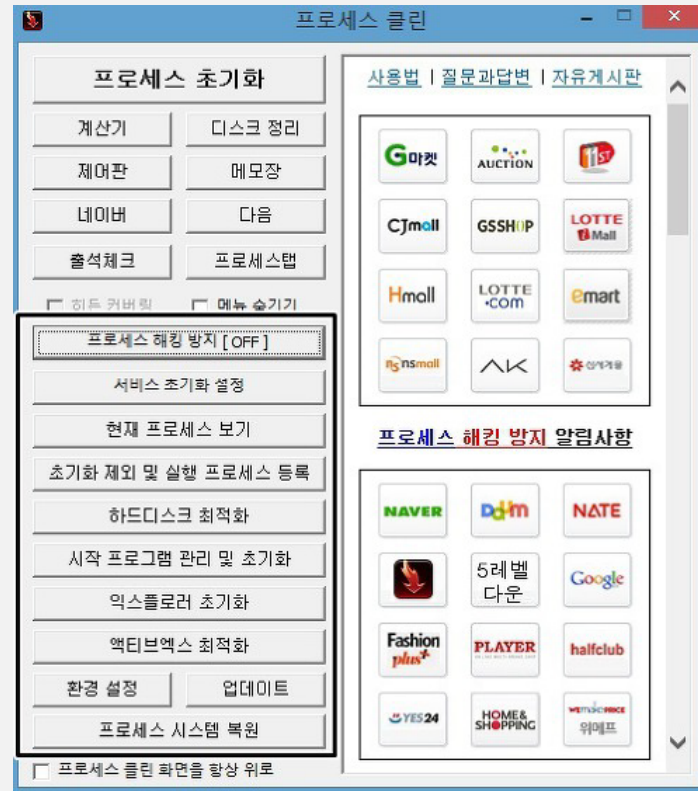 프로세스 클린
프로세스 초기화
계산기 디스크 정리
제어판 메모장
네이버 다음
출석체크 프로세스탭
히든 커버링 메뉴 숨기기
프로세스 해킹 방지 [ OFF ]
서비스 초기화 설정
현재 프로세스 보기
초기화 제외 및 실행 프로세스 등록
하드디스크 최적화
시작 프로그램 관리 및 초기화
익스플로러 초기화
액티브엑스 최적화
환경 설정 업데이트
프로세스 시스템 복원
프로세스 클린 화면을 항상 위로
사용법 | 질문과답변 | 자유게시판
G마켓 AUCTION 11ST
CJmall GSSHOP LOTTE Mall
Hmall LOTTE .COM emart
nsmall AK 신세계몰
프로세스 해킹 방지 알림사항
NAVER Daum NATE
5레벨 다운 Google
Fashion plus+ PLAYER halfclub
YES24 HOME& SHOPPING WEMAKEPRICE 위메프